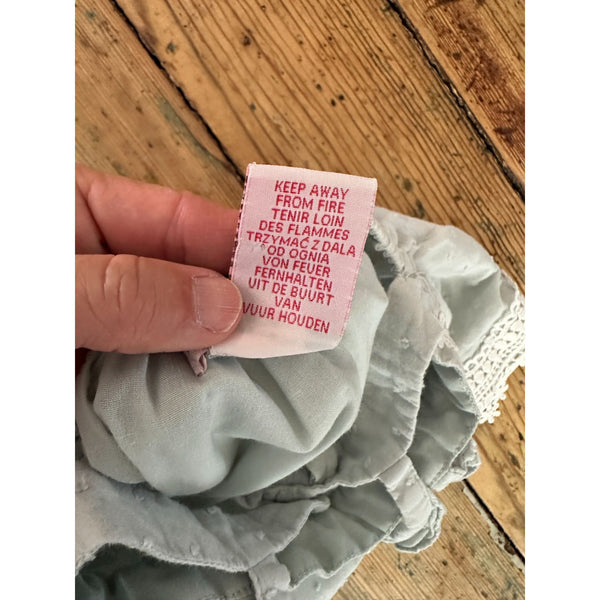 KEEP AWAY
FROM FIRE
TENIR LOIN
DES FLAMMES
TRZYMAĆ Z DALA
OD OGNIA
VON FEUER
FERNHALTEN
UIT DE BUURT
VAN
VUUR HOUDEN